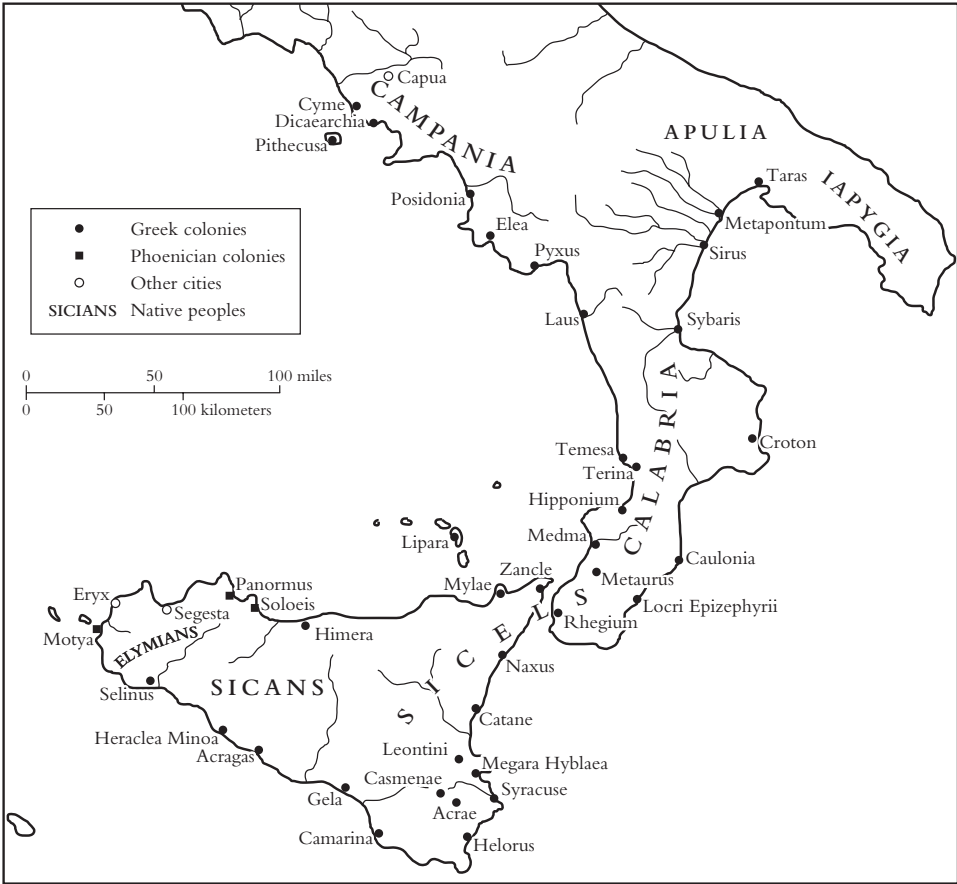 Capua
CAMPANIA
Cyme
Dicaearchia
Pithecusa
APULIA
IAPYGIA
Taras
Posidonia
Metapontum
Elea
Sirus
Pyxus
Greek colonies
Phoenician colonies
Other cities
SICIANS Native peoples
Laus
Sybaris
0 50 100 miles
0 50 100 kilometers
CALABRIA
Croton
Temesa
Terina
Hipponium
Medma
Lipara
Caulonia
Zancle
Metaurus
Mylae
Locri Epizephyrii
Rhegium
Eryx
Panormus
Soloeis
Segesta
Motya
ELYMIANS
Himera
SICELS
Naxus
Selinus
SICANS
Catane
Heraclea Minoa
Acragas
Leontini
Megara Hyblaea
Casmenae
Syracuse
Gela
Acrae
Camarina
Helorus